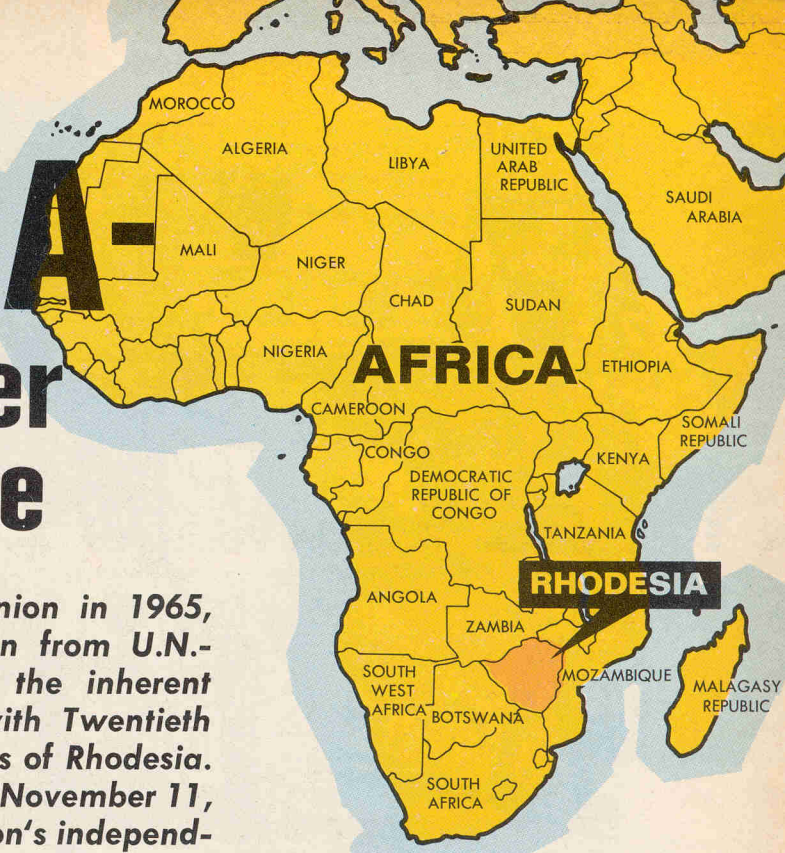 A-
er
e
nion in 1965,
n from U.N.-
the inherent
with Twentieth
s of Rhodesia.
November 11,
on's independ-
MOROCCO
ALGERIA
LIBYA
UNITED
ARAB
REPUBLIC
SAUDI
ARABIA
MALI
NIGER
CHAD
SUDAN
NIGERIA
AFRICA
ETHIOPIA
CAMEROON
SOMALI
REPUBLIC
CONGO
KENYA
DEMOCRATIC
REPUBLIC OF
CONGO
TANZANIA
RHODESIA
ANGOLA
ZAMBIA
SOUTH
WEST
AFRICA
BOTSWANA
MOZAMBIQUE
MALAGASY
REPUBLIC
SOUTH
AFRICA